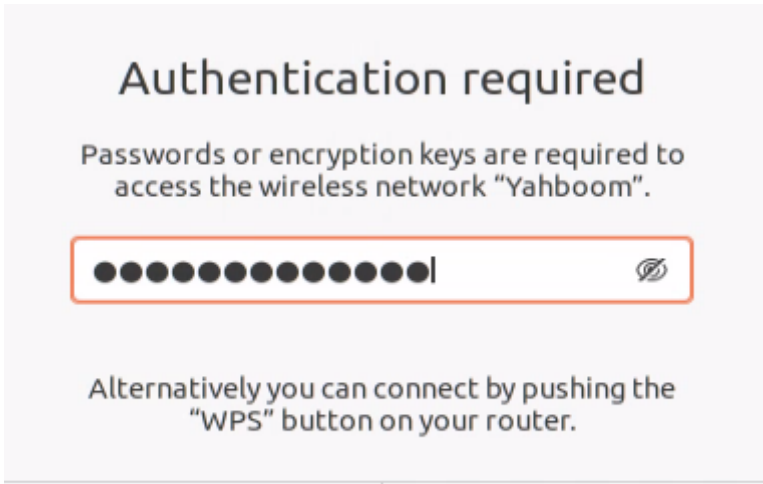 Authentication required
Passwords or encryption keys are required to
access the wireless network “Yahboom”.
●●●●●●●●●●●●●
Alternatively you can connect by pushing the
“WPS” button on your router.